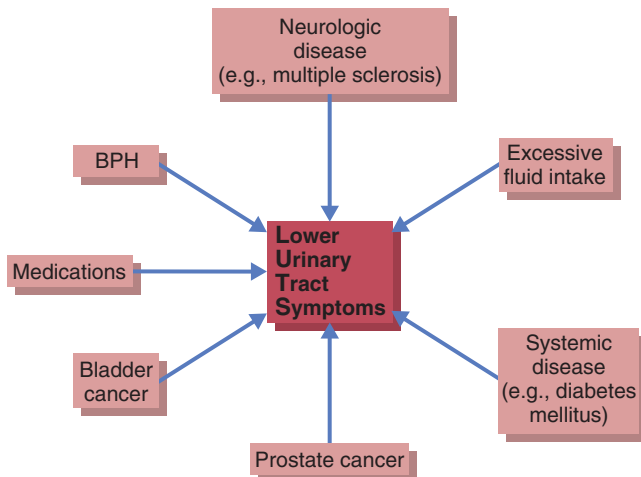 Neurologic
disease
(e.g., multiple sclerosis)
BPH
Excessive
fluid intake
Lower
Urinary
Tract
Symptoms
Medications
Bladder
cancer
Systemic
disease
(e.g., diabetes
mellitus)
Prostate cancer